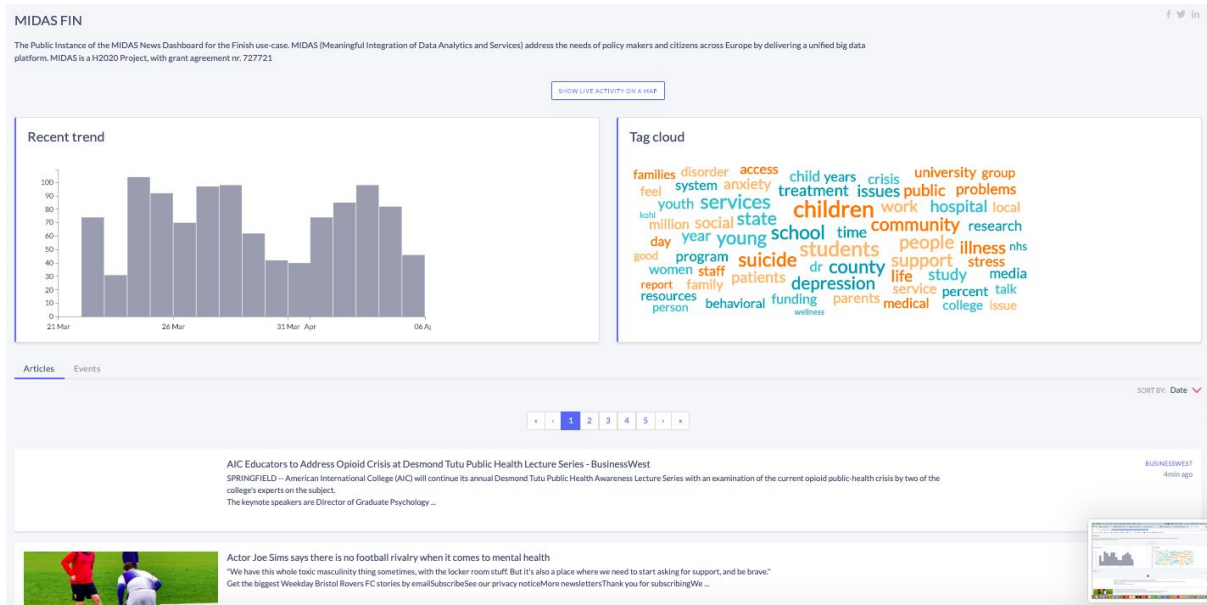 MIDAS FIN
f in
The Public Instance of the MIDAS News Dashboard for the Finish use-case. MIDAS (Meaningful Integration of Data Analytics and Services) address the needs of policy makers and citizens across Europe by delivering a unified big data
platform. MIDAS is a H2020 Project, with grant agreement nr. 727721
SHOW LIVE ACTIVITY ON A MAP
Recent trend
100
90
80
70
60
50
40
30
20
10
0
21 Mar 26 Mar 31 Mar Apr 06 A
Tag cloud
families disorder access child years crisis university group
feel system anxiety treatment issues public problems
youth services children work hospital local
kohl million social state community research
day year young school time people illness nhs
good program suicide students support stress
women staff patients dr county life study media
report family depression service percent talk
resources behavioral funding parents medical college issue
person wellness
Articles Events
SORT BY: Date
« ‹ 1 2 3 4 5 › »
AIC Educators to Address Opioid Crisis at Desmond Tutu Public Health Lecture Series - BusinessWest
BUSINESSWEST
4min ago
SPRINGFIELD -- American International College (AIC) will continue its annual Desmond Tutu Public Health Awareness Lecture Series with an examination of the current opioid public-health crisis by two of the
college's experts on the subject.
The keynote speakers are Director of Graduate Psychology ...
Actor Joe Sims says there is no football rivalry when it comes to mental health
"We have this whole toxic masculinity thing sometimes, with the locker room stuff. But it's also a place where we need to start asking for support, and be brave."
Get the biggest Weekday Bristol Rovers FC stories by emailSubscribeSee our privacy noticeMore newslettersThank you for subscribingWe ...